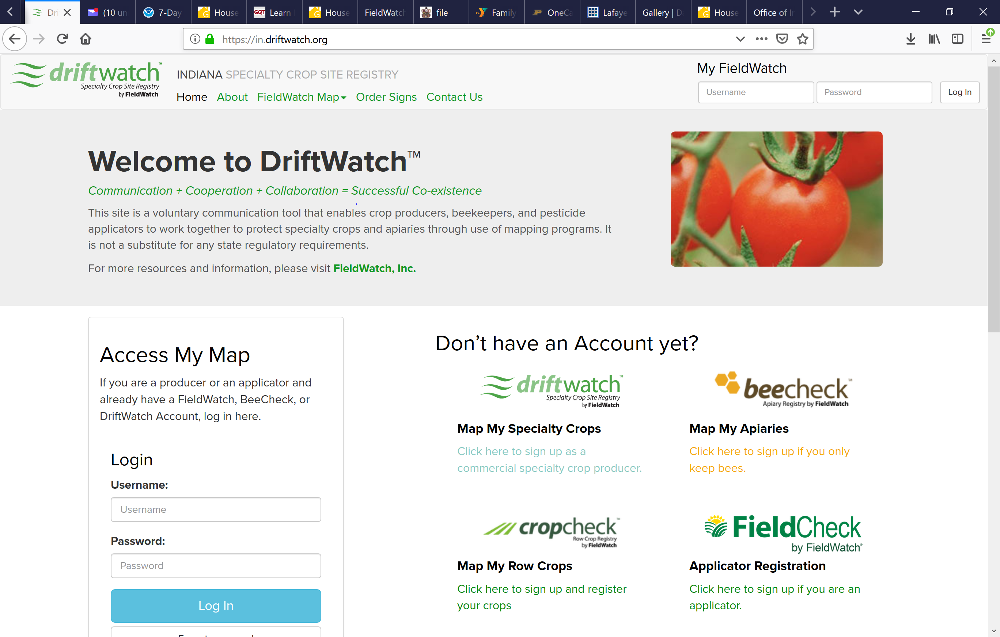 Dri
(10 un
7-Day
House
GQT Learn
House
FieldWatch
file
Family
OneCa
Lafaye
Gallery | D
House
Office of In
https://in.driftwatch.org
driftwatch™
Specialty Crop Site Registry
by FieldWatch
INDIANA SPECIALTY CROP SITE REGISTRY
Home About FieldWatch Map Order Signs Contact Us
My FieldWatch
Username Password Log In
Welcome to DriftWatch™
Communication + Cooperation + Collaboration = Successful Co-existence
This site is a voluntary communication tool that enables crop producers, beekeepers, and pesticide
applicators to work together to protect specialty crops and apiaries through use of mapping programs. It
is not a substitute for any state regulatory requirements.
For more resources and information, please visit FieldWatch, Inc.
Access My Map
If you are a producer or an applicator and
already have a FieldWatch, BeeCheck, or
DriftWatch Account, log in here.
Login
Username:
Username
Password:
Password
Log In
Don't have an Account yet?
driftwatch™
Specialty Crop Site Registry
by FieldWatch
Map My Specialty Crops
Click here to sign up as a
commercial specialty crop producer.
beecheck™
Apiary Registry by FieldWatch
Map My Apiaries
Click here to sign up if you only
keep bees.
cropcheck™
Row Crop Registry
by FieldWatch
Map My Row Crops
Click here to sign up and register
your crops
FieldCheck
by FieldWatch®
Applicator Registration
Click here to sign up if you are an
applicator.